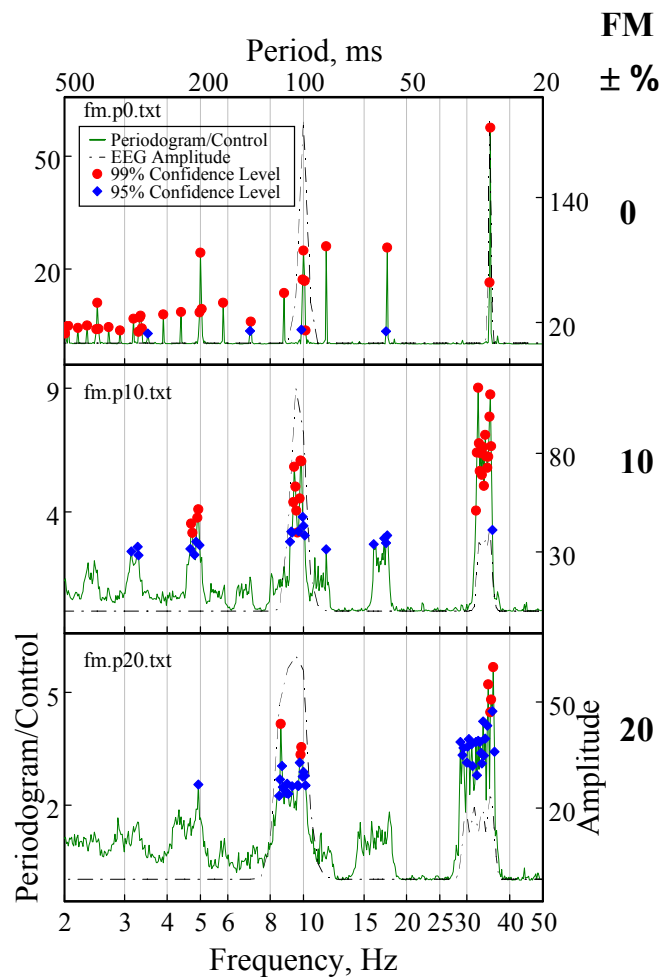 FM
± %
Period, ms
500 200 100 50 20
fm.p0.txt
Periodogram/Control
EEG Amplitude
99% Confidence Level
95% Confidence Level
50
20
140
20
0
9
4
fm.p10.txt
80
30
10
5
2
fm.p20.txt
50
20
20
Periodogram/Control
Amplitude
2 3 4 5 6 8 10 15 20 25 30 40 50
Frequency, Hz